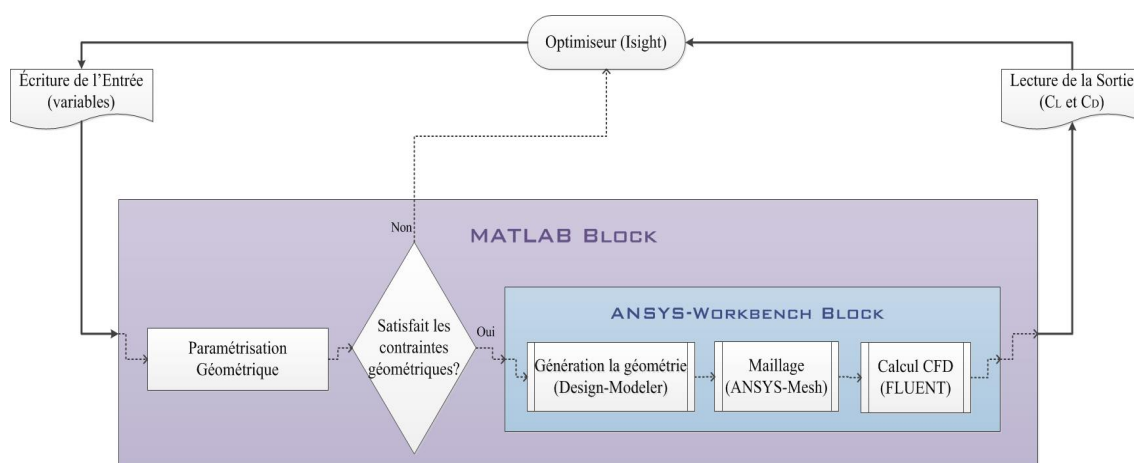 Optimiseur (Isight)
Écriture de l'Entrée
(variables)
Lecture de la Sortie
(CL et CD)
Non
MATLAB Block
Paramétrisation
Géométrique
Satisfait les
contraintes
géométriques?
Oui
ANSYS-Workbench Block
Génération la géométrie
(Design-Modeler)
Maillage
(ANSYS-Mesh)
Calcul CFD
(FLUENT)